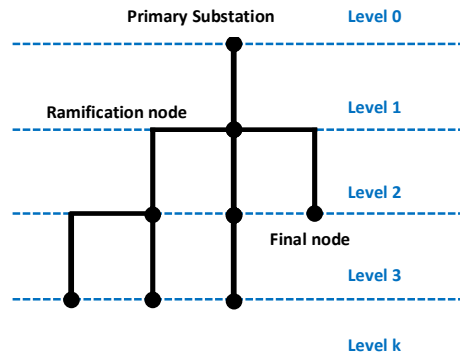 Primary Substation
Level 0
Ramification node
Level 1
Level 2
Final node
Level 3
Level k